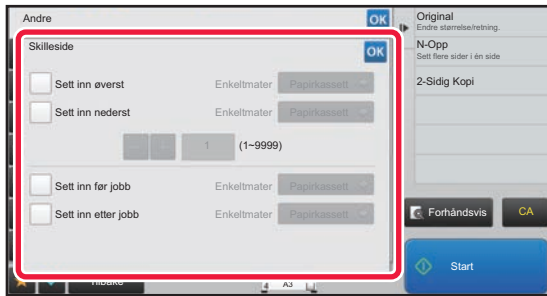 Andre OK
Skilleside OK
Sett inn øverst Enkeltmater Papirkassett
Sett inn nederst Enkeltmater Papirkassett
1 (1~9999)
Sett inn før jobb Enkeltmater Papirkassett
Sett inn etter jobb Enkeltmater Papirkassett
Tilbake
4 A3
Original
Endre størrelse/retning.
N-Opp
Sett flere sider i én side
2-Sidig Kopi
Forhåndsvis CA
Start